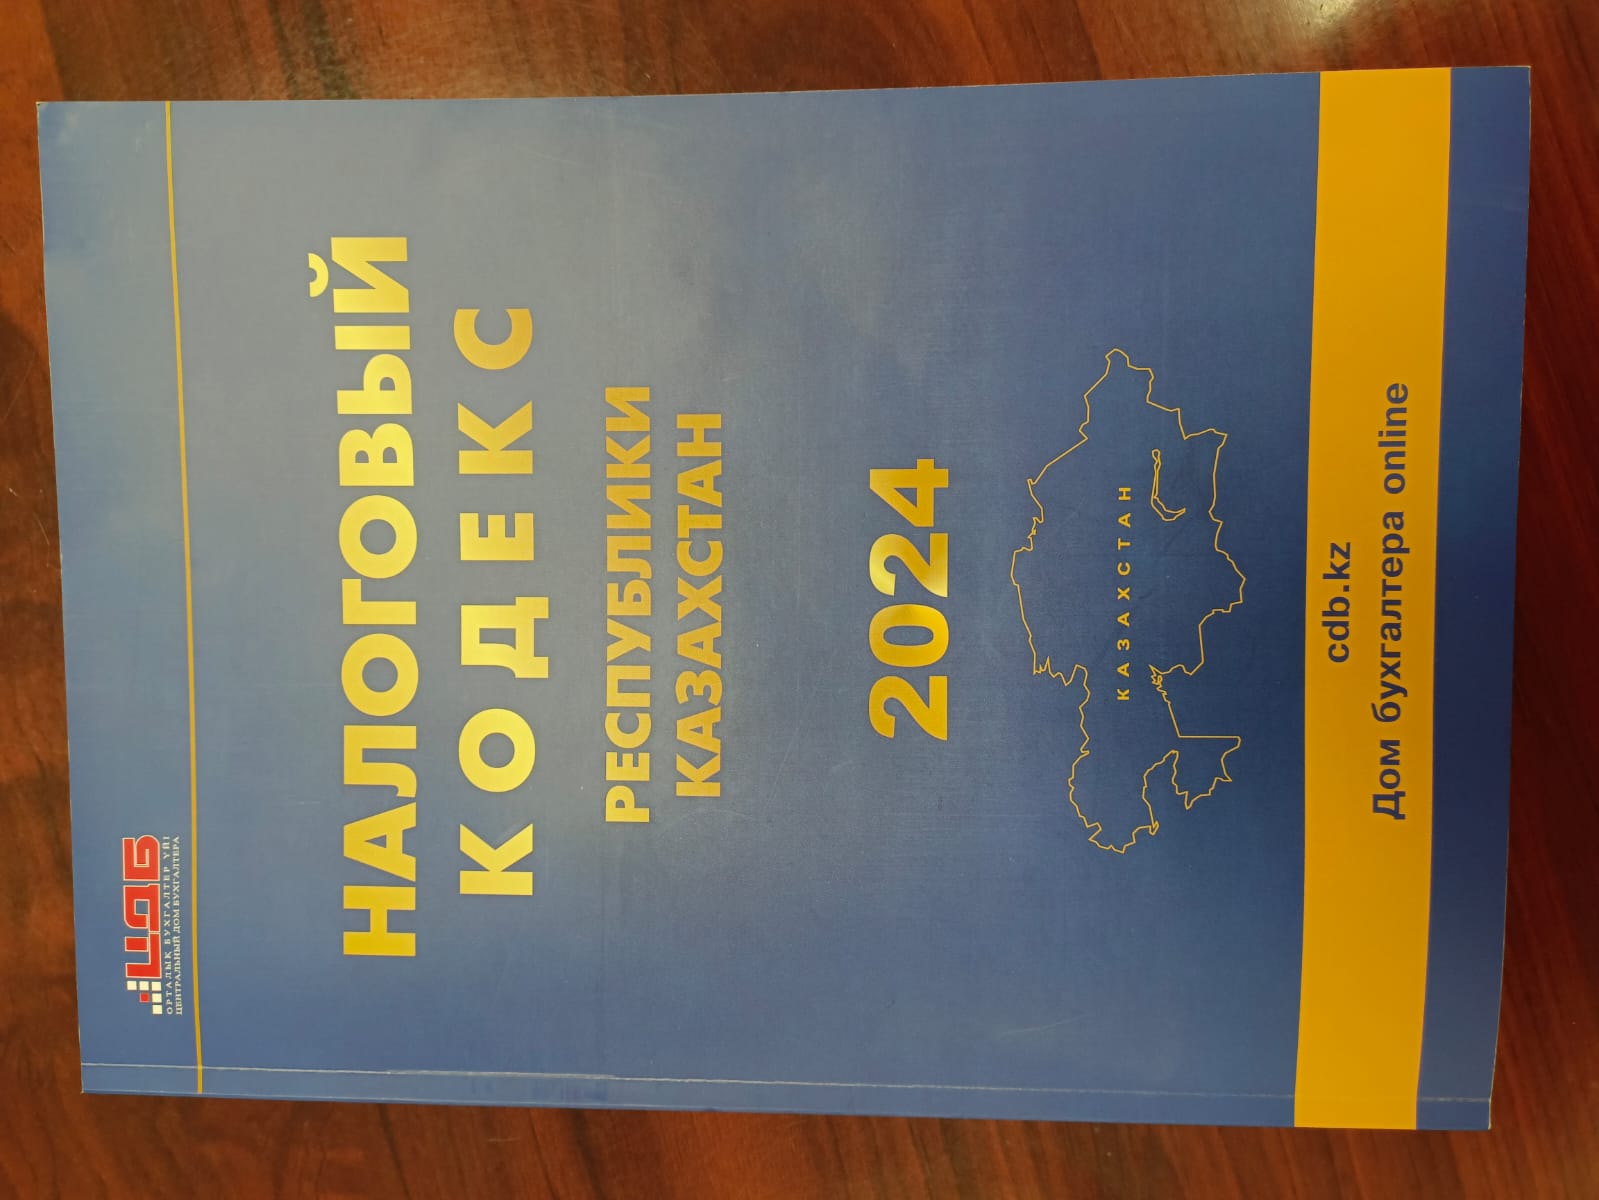 ЦДБ
ОРТАЛЫҚ БУХГАЛТЕР ҮЙІ
ЦЕНТРАЛЬНЫЙ ДОМ БУХГАЛТЕРА
НАЛОГОВЫЙ
КОДЕКС
РЕСПУБЛИКИ
КАЗАХСТАН
2024
КАЗАХСТАН
cdb.kz
Дом бухгалтера online